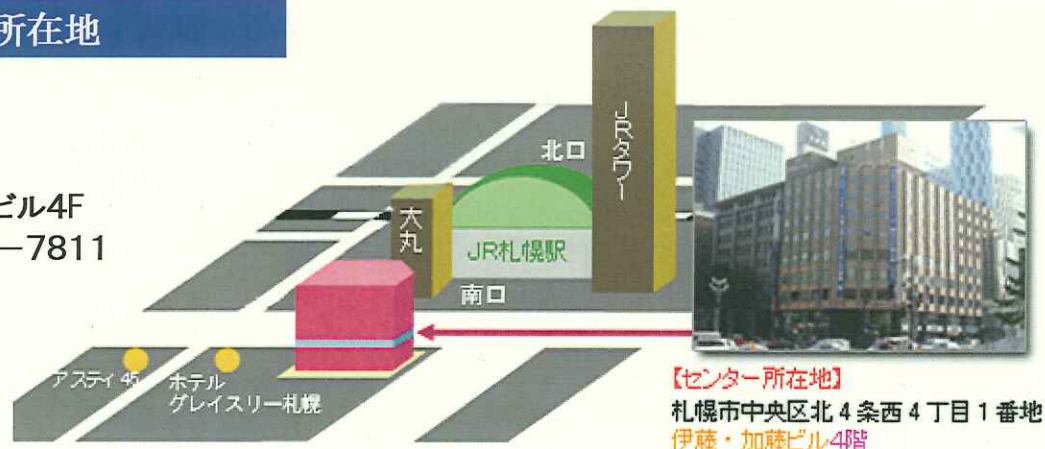 所在地
ビル4F
－7811
JRタワー
北口
大丸
JR札幌駅
南口
アスティ45
ホテル
グレイスリー札幌
【センター所在地】
札幌市中央区北4条西4丁目1番地
伊藤・加藤ビル4階